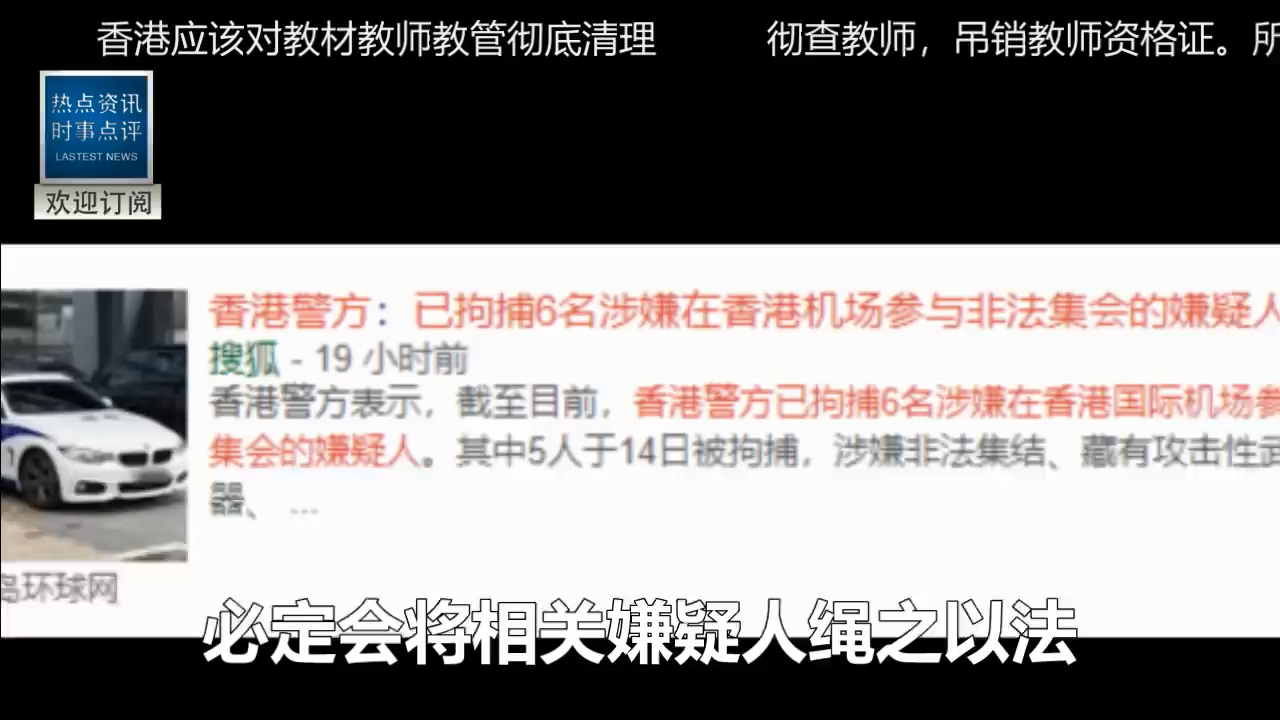 香港应该对教材教师教管彻底清理 彻查教师，吊销教师资格证。所
热点资讯
时事点评
LASTEST NEWS
欢迎订阅
香港警方：已拘捕6名涉嫌在香港机场参与非法集会的嫌疑人
搜狐 - 19 小时前
香港警方表示，截至目前，香港警方已拘捕6名涉嫌在香港国际机场参
集会的嫌疑人。其中5人于14日被拘捕，涉嫌非法集结、藏有攻击性武
器、 ...
岛环球网
必定会将相关嫌疑人绳之以法